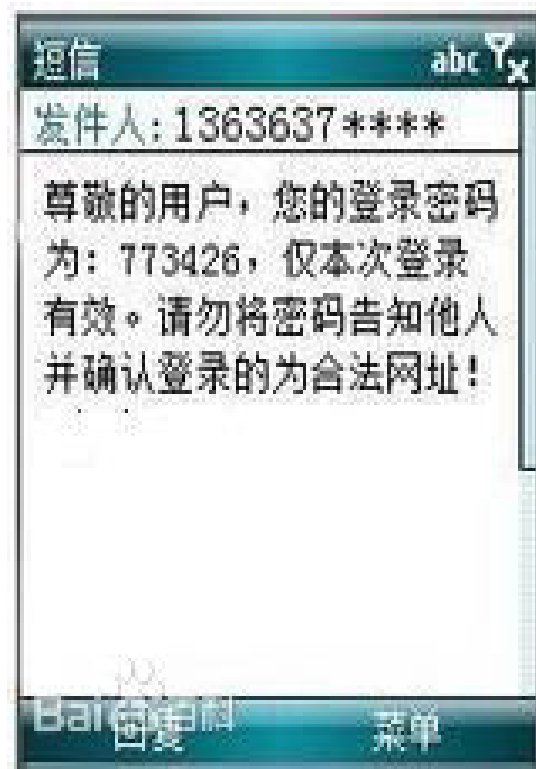 短信 abc
发件人:1363637****
尊敬的用户，您的登录密码
为：773426，仅本次登录
有效。请勿将密码告知他人
并确认登录的为合法网址！
回复 菜单